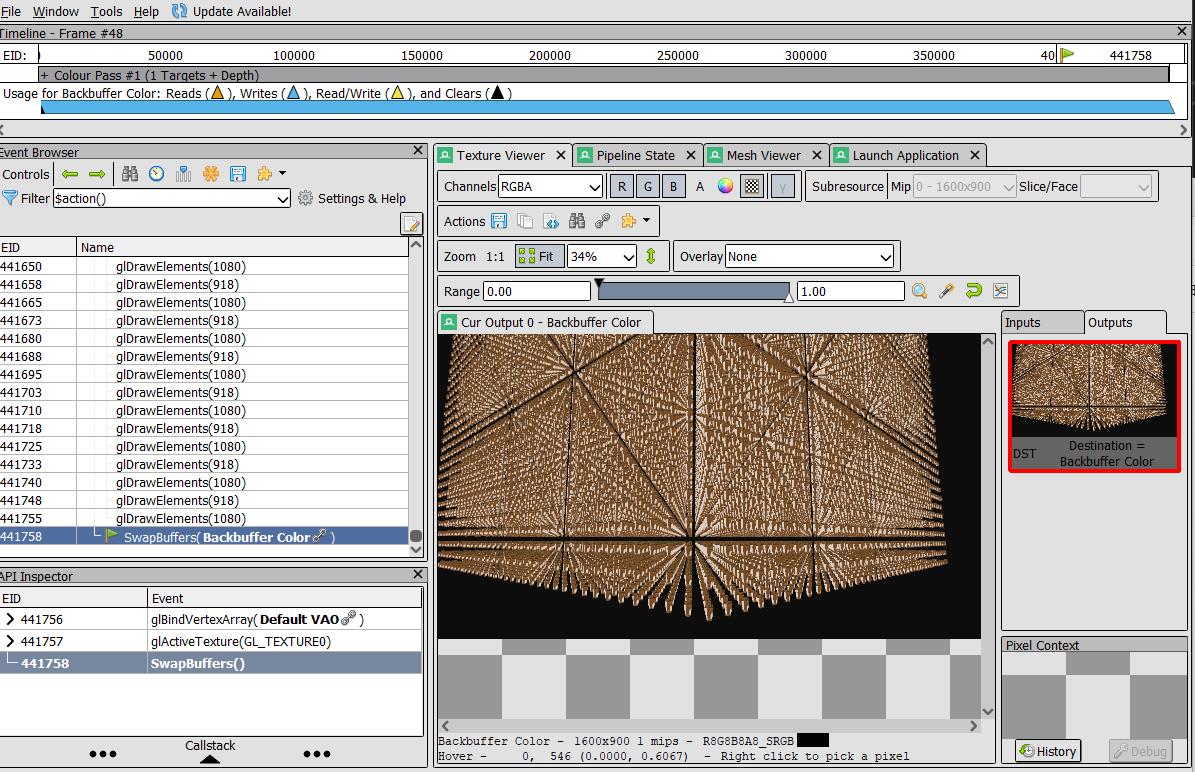 File Window Tools Help Update Available!
Timeline - Frame #48
EID: 50000 100000 150000 200000 250000 300000 350000 40 441758
+ Colour Pass #1 (1 Targets + Depth)
Usage for Backbuffer Color: Reads ( ), Writes ( ), Read/Write ( ), and Clears ( )
Event Browser
Controls
Filter $action() Settings & Help
EID Name
441650 glDrawElements(1080)
441658 glDrawElements(918)
441665 glDrawElements(1080)
441673 glDrawElements(918)
441680 glDrawElements(1080)
441688 glDrawElements(918)
441695 glDrawElements(1080)
441703 glDrawElements(918)
441710 glDrawElements(1080)
441718 glDrawElements(918)
441725 glDrawElements(1080)
441733 glDrawElements(918)
441740 glDrawElements(1080)
441748 glDrawElements(918)
441755 glDrawElements(1080)
441758 SwapBuffers( Backbuffer Color )
API Inspector
EID Event
441756 glBindVertexArray( Default VAO )
441757 glActiveTexture(GL_TEXTURE0)
441758 SwapBuffers()
Callstack
Texture Viewer Pipeline State Mesh Viewer Launch Application
Channels RGBA R G B A γ Subresource Mip 0 - 1600x900 Slice/Face
Actions
Zoom 1:1 Fit 34% Overlay None
Range 0.00 1.00
Cur Output 0 - Backbuffer Color
Inputs Outputs
DST Destination =
Backbuffer Color
Pixel Context
History Debug
Backbuffer Color - 1600x900 1 mips - R8G8B8A8_SRGB
Hover - 0, 546 (0.0000, 0.6067) - Right click to pick a pixel